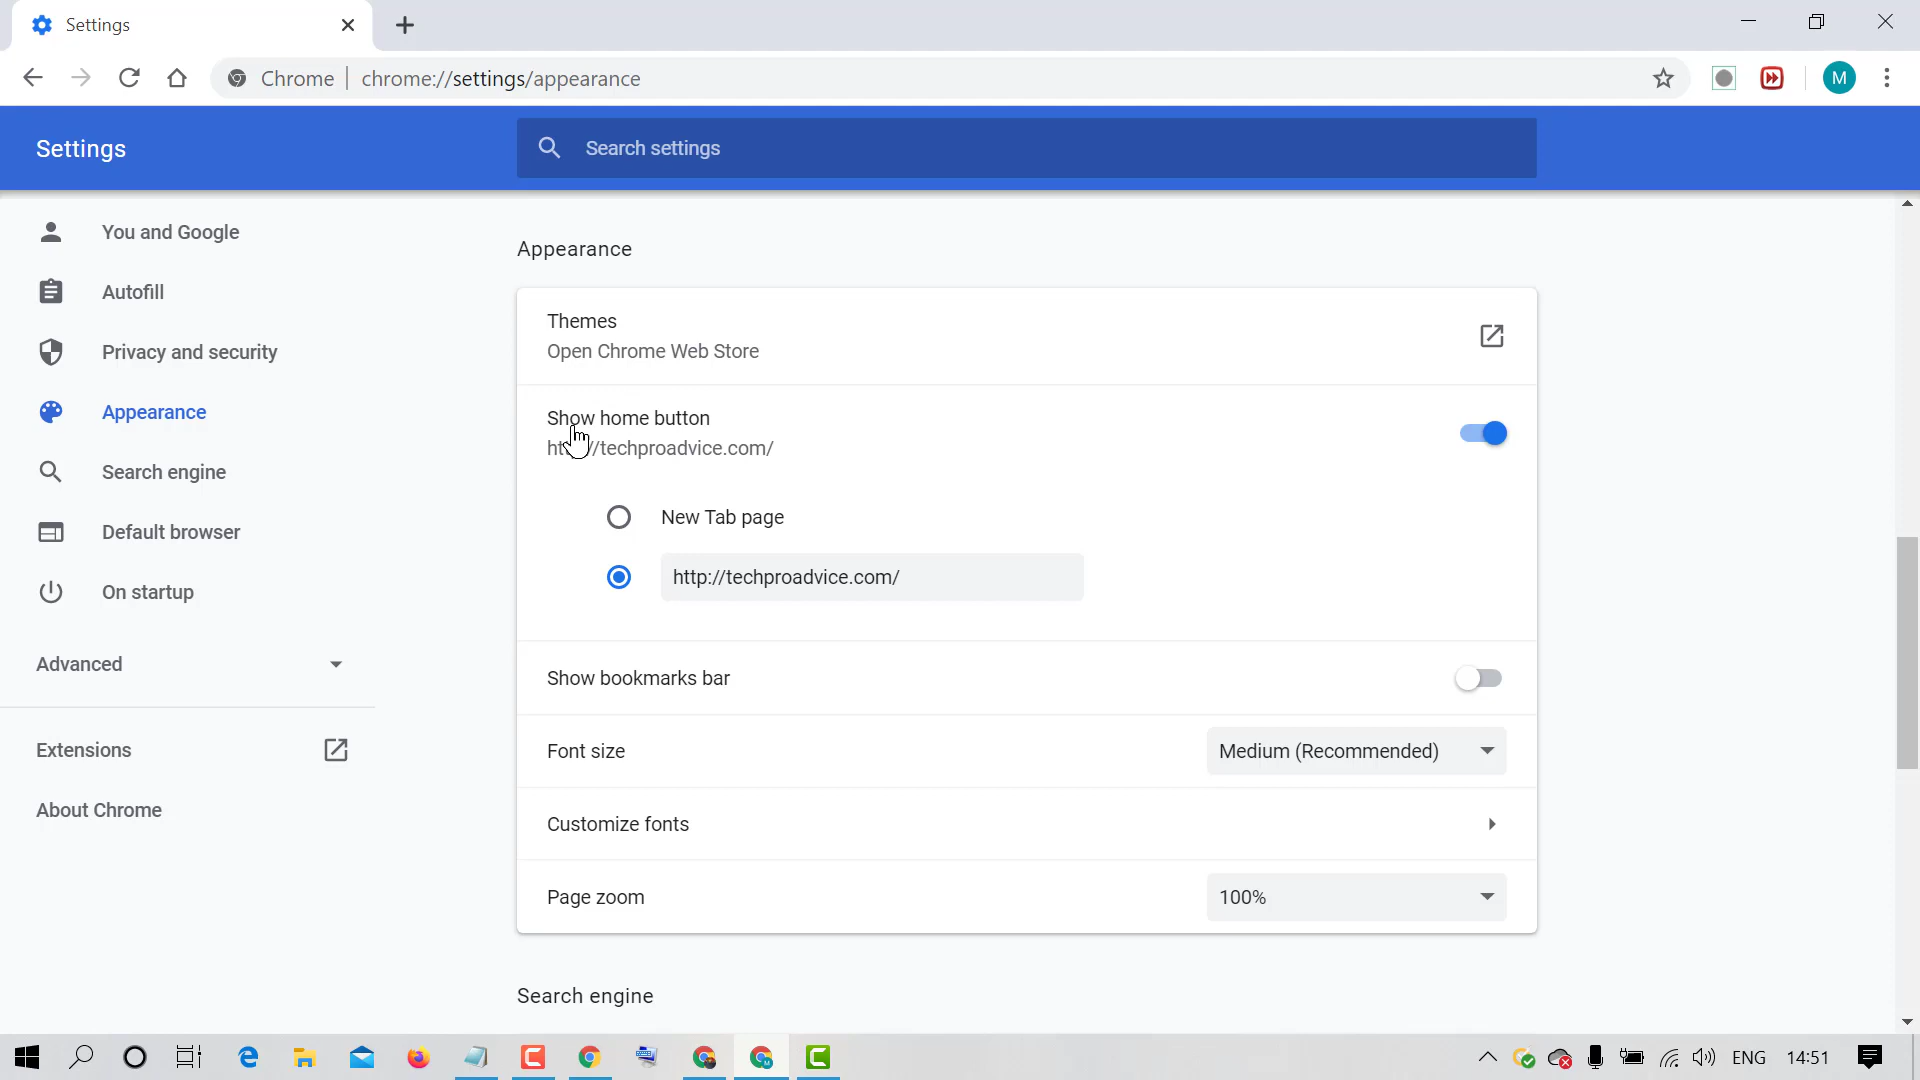 Settings
Chrome | chrome://settings/appearance
M
Settings
Search settings
You and Google
Autofill
Privacy and security
Appearance
Search engine
Default browser
On startup
Advanced
Extensions
About Chrome
Appearance
Themes
Open Chrome Web Store
Show home button
http://techproadvice.com/
New Tab page
http://techproadvice.com/
Show bookmarks bar
Font size
Medium (Recommended)
Customize fonts
Page zoom
100%
Search engine
ENG
14:51